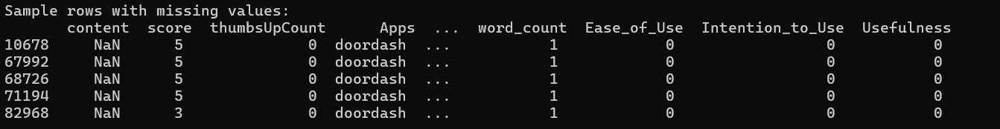 Sample rows with missing values:
content score thumbsUpCount Apps ... word_count Ease_of_Use Intention_to_Use Usefulness
10678 NaN 5 0 doordash ... 1 0 0 0
67992 NaN 5 0 doordash ... 1 0 0 0
68726 NaN 5 0 doordash ... 1 0 0 0
71194 NaN 5 0 doordash ... 1 0 0 0
82968 NaN 3 0 doordash ... 1 0 0 0